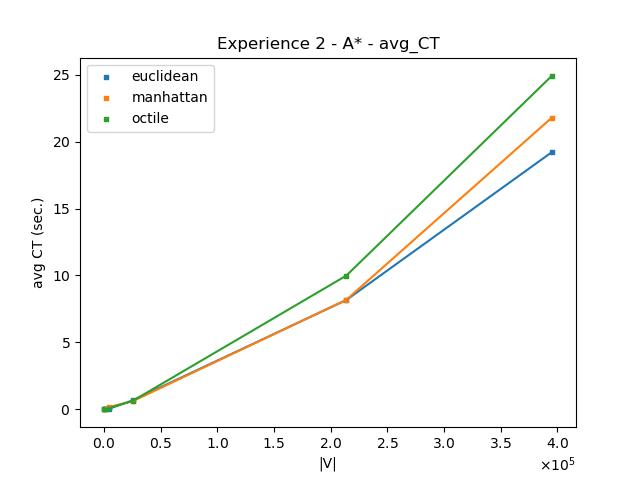 Experience 2 - A* - avg_CT
euclidean
manhattan
octile
avg CT (sec.)
25
20
15
10
5
0
0.0 0.5 1.0 1.5 2.0 2.5 3.0 3.5 4.0
|V|
×10⁵